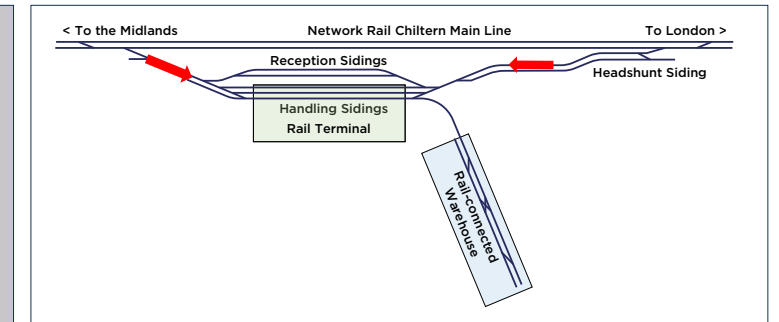 < To the Midlands
Network Rail Chiltern Main Line
To London >
Reception Sidings
Headshunt Siding
Handling Sidings
Rail Terminal
Rail-connected
Warehouse